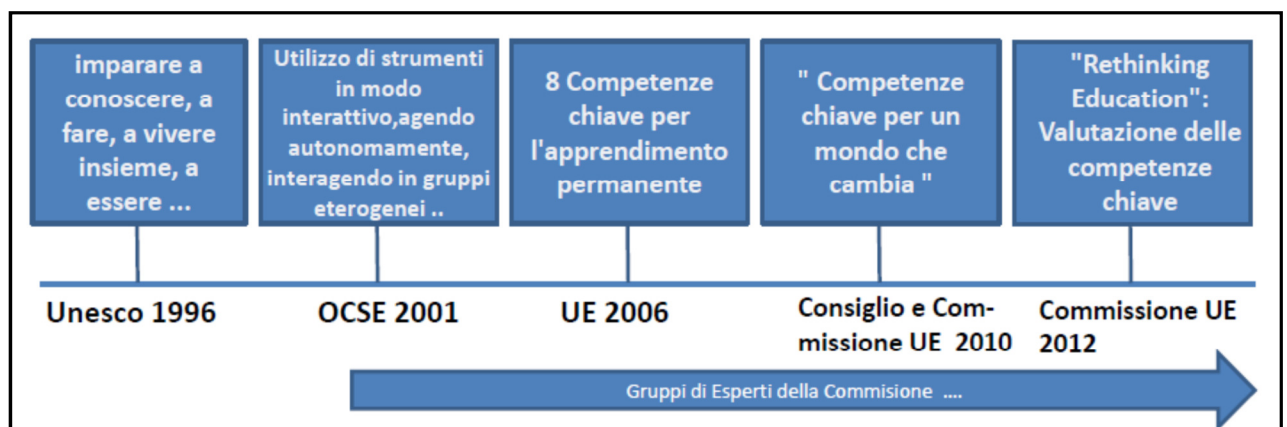 imparare a
conoscere, a
fare, a vivere
insieme, a
essere ...
Utilizzo di strumenti
in modo
interattivo,agendo
autonomamente,
interagendo in gruppi
eterogenei ..
8 Competenze
chiave per
l'apprendimento
permanente
" Competenze
chiave per un
mondo che
cambia "
"Rethinking
Education":
Valutazione delle
competenze
chiave
Unesco 1996
OCSE 2001
UE 2006
Consiglio e Com-
missione UE 2010
Commissione UE
2012
Gruppi di Esperti della Commisione ....